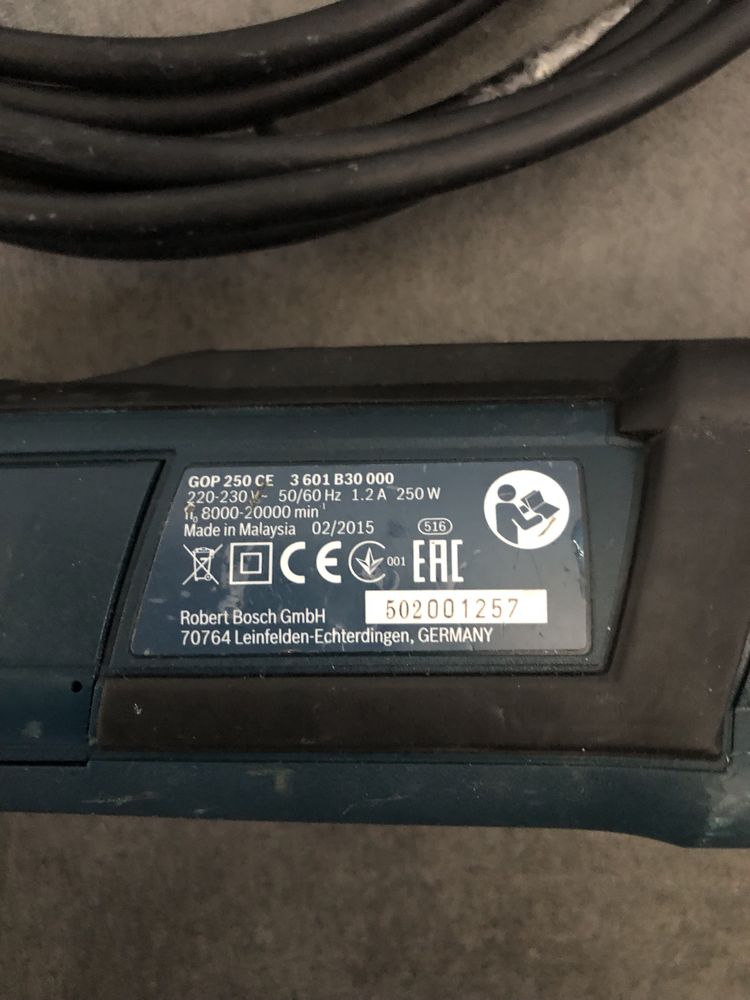 GOP 250 CE 3 601 B30 000
220-230 V~ 50/60 Hz 1.2 A 250 W
n₀ 8000-20000 min⁻¹
Made in Malaysia 02/2015 516
CE 001 EAC
502001257
Robert Bosch GmbH
70764 Leinfelden-Echterdingen, GERMANY